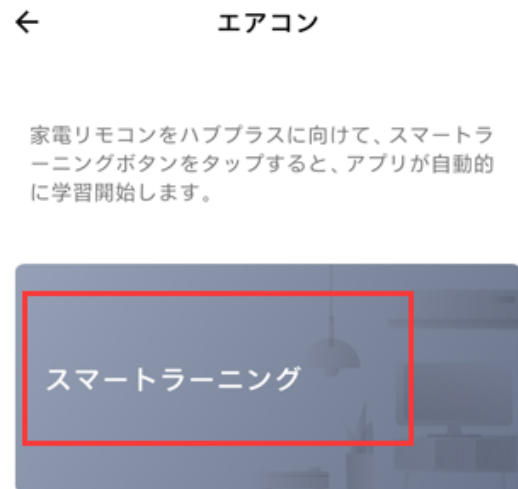 ← エアコン
家電リモコンをハブプラスに向けて、スマートラ
ーニングボタンをタップすると、アプリが自動的
に学習開始します。
スマートラーニング